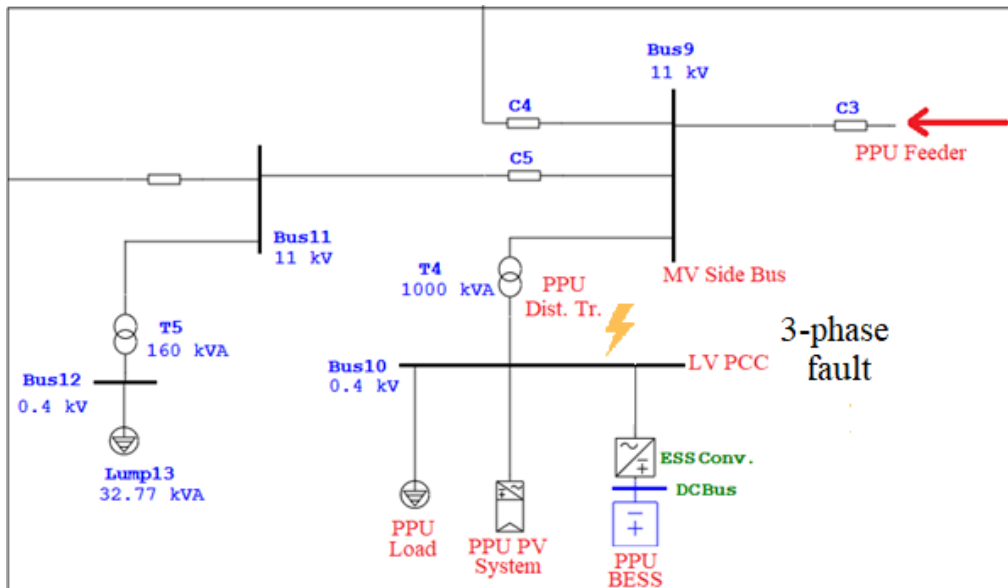 Bus9
11 kV
C4
C3
PPU Feeder
C5
Bus11
11 kV
MV Side Bus
T4
1000 kVA
PPU
Dist. Tr.
T5
160 kVA
3-phase
fault
Bus10
0.4 kV
LV PCC
Bus12
0.4 kV
Lump13
32.77 kVA
ESS Conv.
DCBus
PPU
Load
PPU PV
System
PPU
BESS